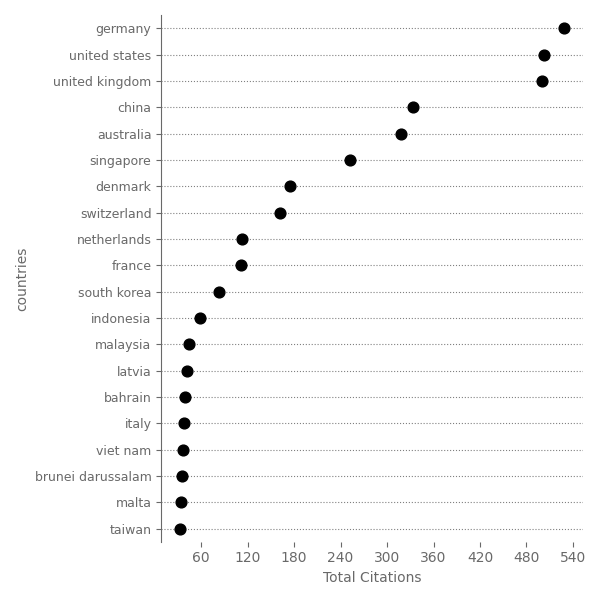 germany
united states
united kingdom
china
australia
singapore
denmark
switzerland
netherlands
france
south korea
indonesia
malaysia
latvia
bahrain
italy
viet nam
brunei darussalam
malta
taiwan
countries
60 120 180 240 300 360 420 480 540
Total Citations